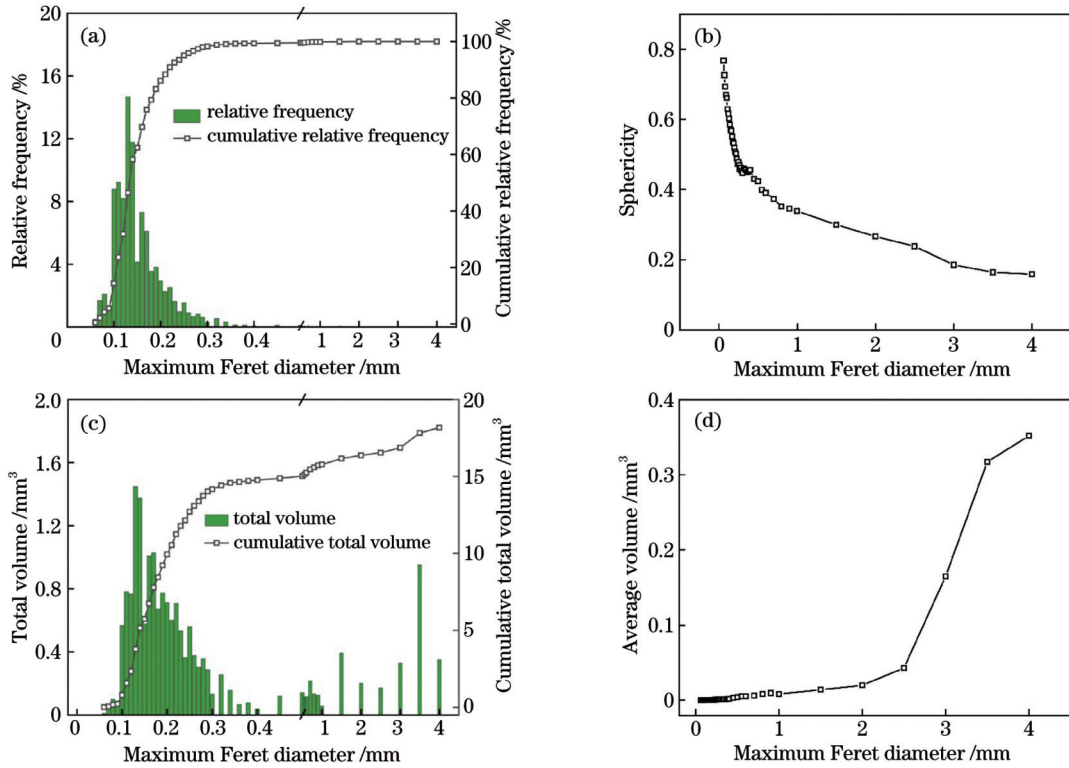 (a)
20
16
12
8
4
0
Relative frequency /%
relative frequency
cumulative relative frequency
100
80
60
40
20
0
Cumulative relative frequency /%
0 0.1 0.2 0.3 0.4 1 2 3 4
Maximum Feret diameter /mm
(b)
0.8
0.6
0.4
0.2
0
Sphericity
0 1 2 3 4
Maximum Feret diameter /mm
(c)
2.0
1.6
1.2
0.8
0.4
0
Total volume /mm³
total volume
cumulative total volume
20
15
10
5
0
Cumulative total volume /mm³
0 0.1 0.2 0.3 0.4 1 2 3 4
Maximum Feret diameter /mm
(d)
0.4
0.3
0.2
0.1
0
Average volume /mm³
0 1 2 3 4
Maximum Feret diameter /mm